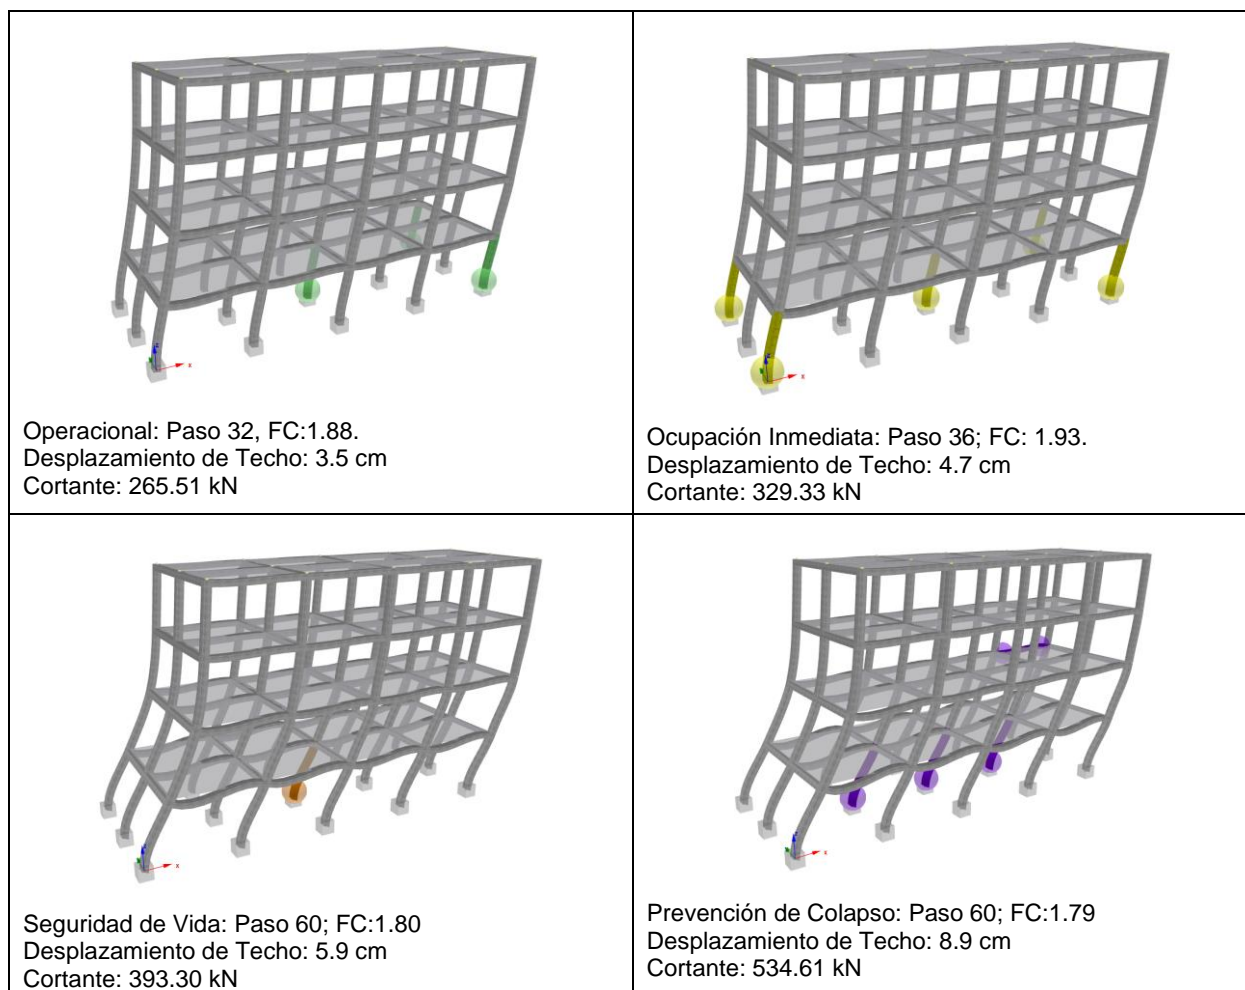 Operacional: Paso 32, FC:1.88.
Desplazamiento de Techo: 3.5 cm
Cortante: 265.51 kN
Ocupación Inmediata: Paso 36; FC: 1.93.
Desplazamiento de Techo: 4.7 cm
Cortante: 329.33 kN
Seguridad de Vida: Paso 60; FC:1.80
Desplazamiento de Techo: 5.9 cm
Cortante: 393.30 kN
Prevención de Colapso: Paso 60; FC:1.79
Desplazamiento de Techo: 8.9 cm
Cortante: 534.61 kN